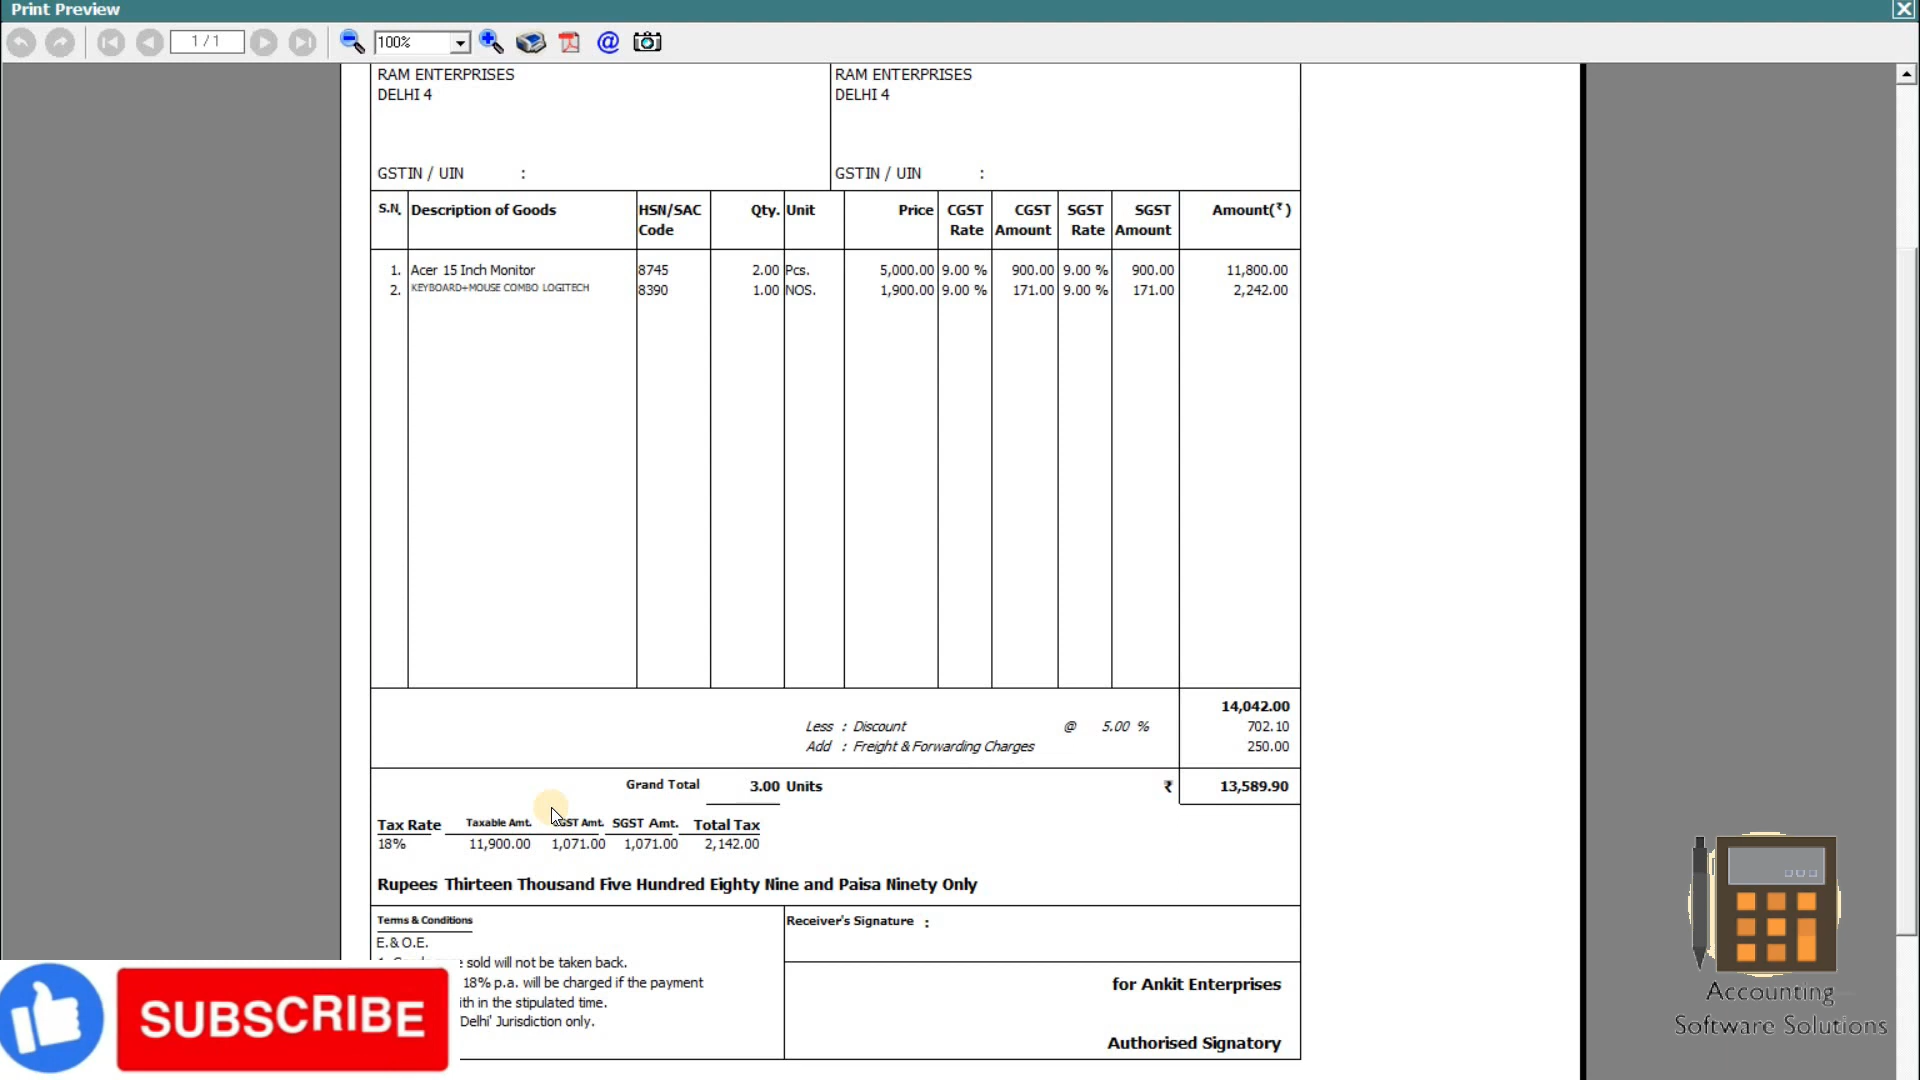 Print Preview
1 / 1
100%
RAM ENTERPRISES RAM ENTERPRISES
DELHI 4 DELHI 4
GSTIN / UIN : GSTIN / UIN :
S.N. Description of Goods HSN/SAC Code Qty. Unit Price CGST Rate CGST Amount SGST Rate SGST Amount Amount(₹)
1. Acer 15 Inch Monitor 8745 2.00 Pcs. 5,000.00 9.00 % 900.00 9.00 % 900.00 11,800.00
2. KEYBOARD+MOUSE COMBO LOGITECH 8390 1.00 NOS. 1,900.00 9.00 % 171.00 9.00 % 171.00 2,242.00
14,042.00
Less : Discount @ 5.00 % 702.10
Add : Freight & Forwarding Charges 250.00
Grand Total 3.00 Units ₹ 13,589.90
Tax Rate Taxable Amt. GST Amt. SGST Amt. Total Tax
18% 11,900.00 1,071.00 1,071.00 2,142.00
Rupees Thirteen Thousand Five Hundred Eighty Nine and Paisa Ninety Only
Terms & Conditions Receiver's Signature :
E.& O.E.
sold will not be taken back.
18% p.a. will be charged if the payment
in the stipulated time.
Delhi' Jurisdiction only.
for Ankit Enterprises
Authorised Signatory
SUBSCRIBE
Accounting
Software Solutions